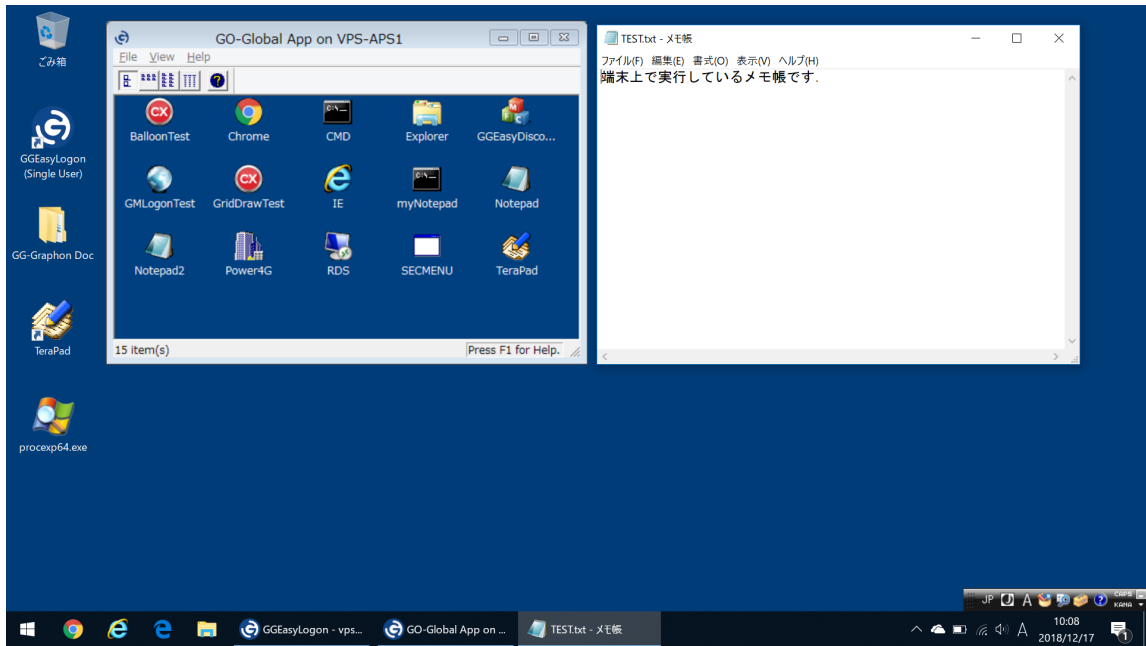 ごみ箱
GGEasyLogon
(Single User)
GG-Graphon Doc
TeraPad
procexp64.exe
GO-Global App on VPS-APS1
File View Help
BalloonTest Chrome CMD Explorer GGEasyDisco...
GMLogonTest GridDrawTest IE myNotepad Notepad
Notepad2 Power4G RDS SECMENU TeraPad
15 item(s) Press F1 for Help.
TEST.txt - メモ帳
ファイル(F) 編集(E) 書式(O) 表示(V) ヘルプ(H)
端末上で実行しているメモ帳です.
JP A CAPS
KANA
GGEasyLogon - vps... GO-Global App on ... TEST.txt - メモ帳
A 10:08
2018/12/17
1